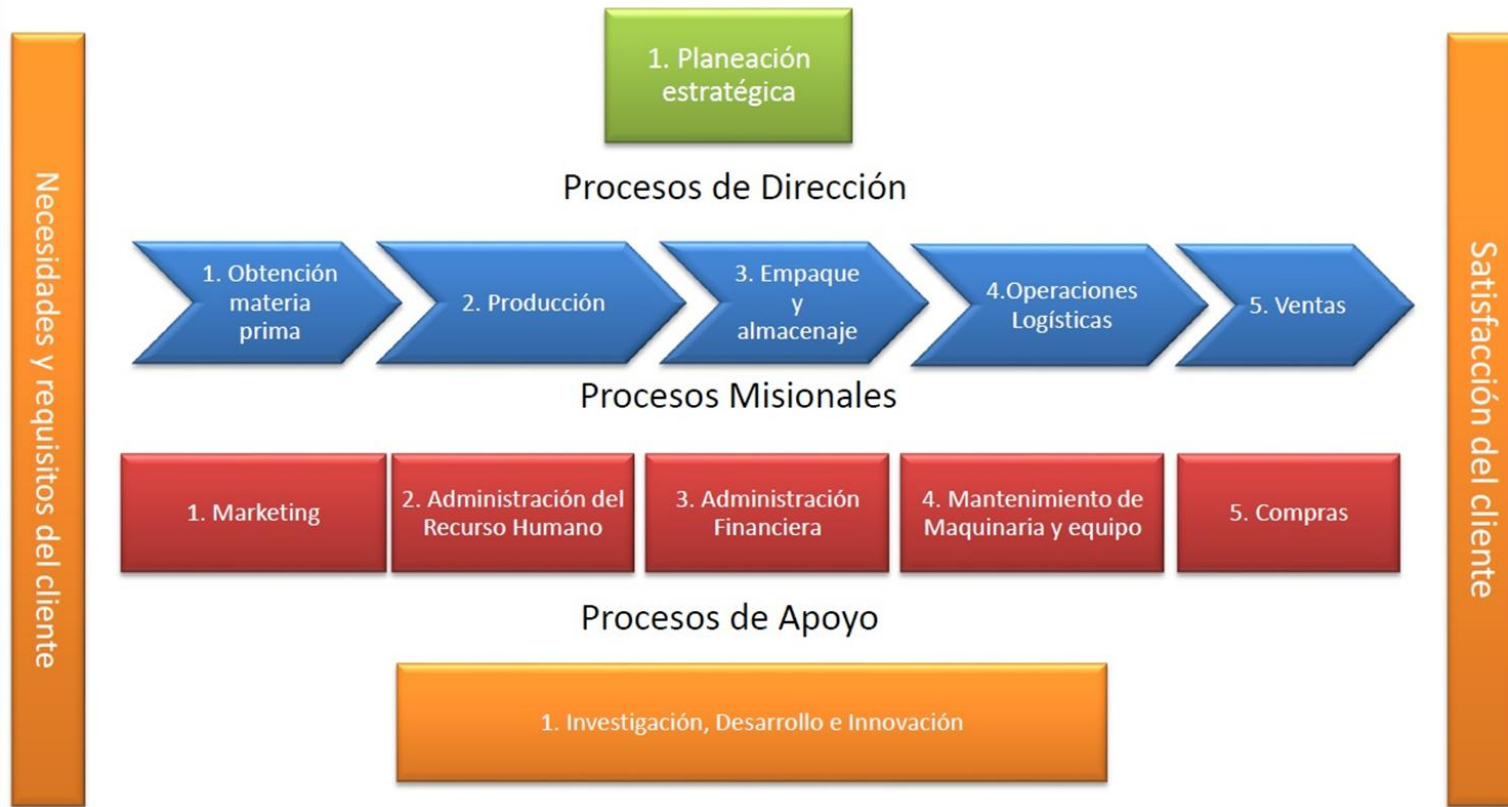 Necesidades y requisitos del cliente
1. Planeación
estratégica
Procesos de Dirección
1. Obtención
materia
prima
2. Producción
3. Empaque
y
almacenaje
4.Operaciones
Logísticas
5. Ventas
Procesos Misionales
1. Marketing
2. Administración del
Recurso Humano
3. Administración
Financiera
4. Mantenimiento de
Maquinaria y equipo
5. Compras
Procesos de Apoyo
1. Investigación, Desarrollo e Innovación
Satisfacción del cliente